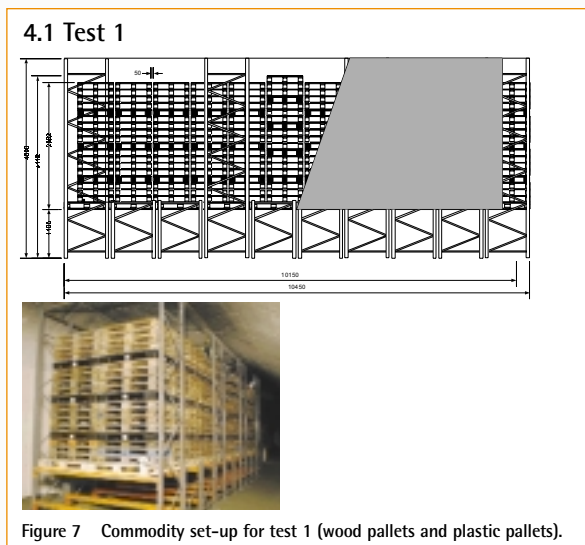 4.1 Test 1
50
10150
10450
Figure 7 Commodity set-up for test 1 (wood pallets and plastic pallets).